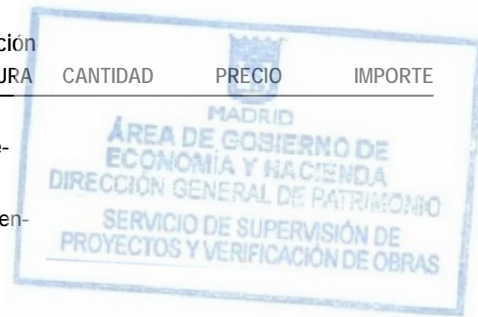 ción
URA CANTIDAD PRECIO IMPORTE
MADRID
ÁREA DE GOBIERNO DE
e-
ECONOMÍA Y HACIENDA
DIRECCIÓN GENERAL DE PATRIMONIO
en-
SERVICIO DE SUPERVISIÓN DE
PROYECTOS Y VERIFICACIÓN DE OBRAS